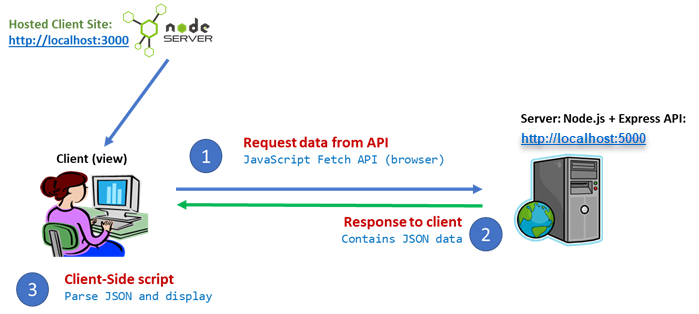 Hosted Client Site:
http://localhost:3000
node
SERVER
Server: Node.js + Express API:
http://localhost:5000
1
Request data from API
JavaScript Fetch API (browser)
Client (view)
Response to client
Contains JSON data
2
3
Client-Side script
Parse JSON and display